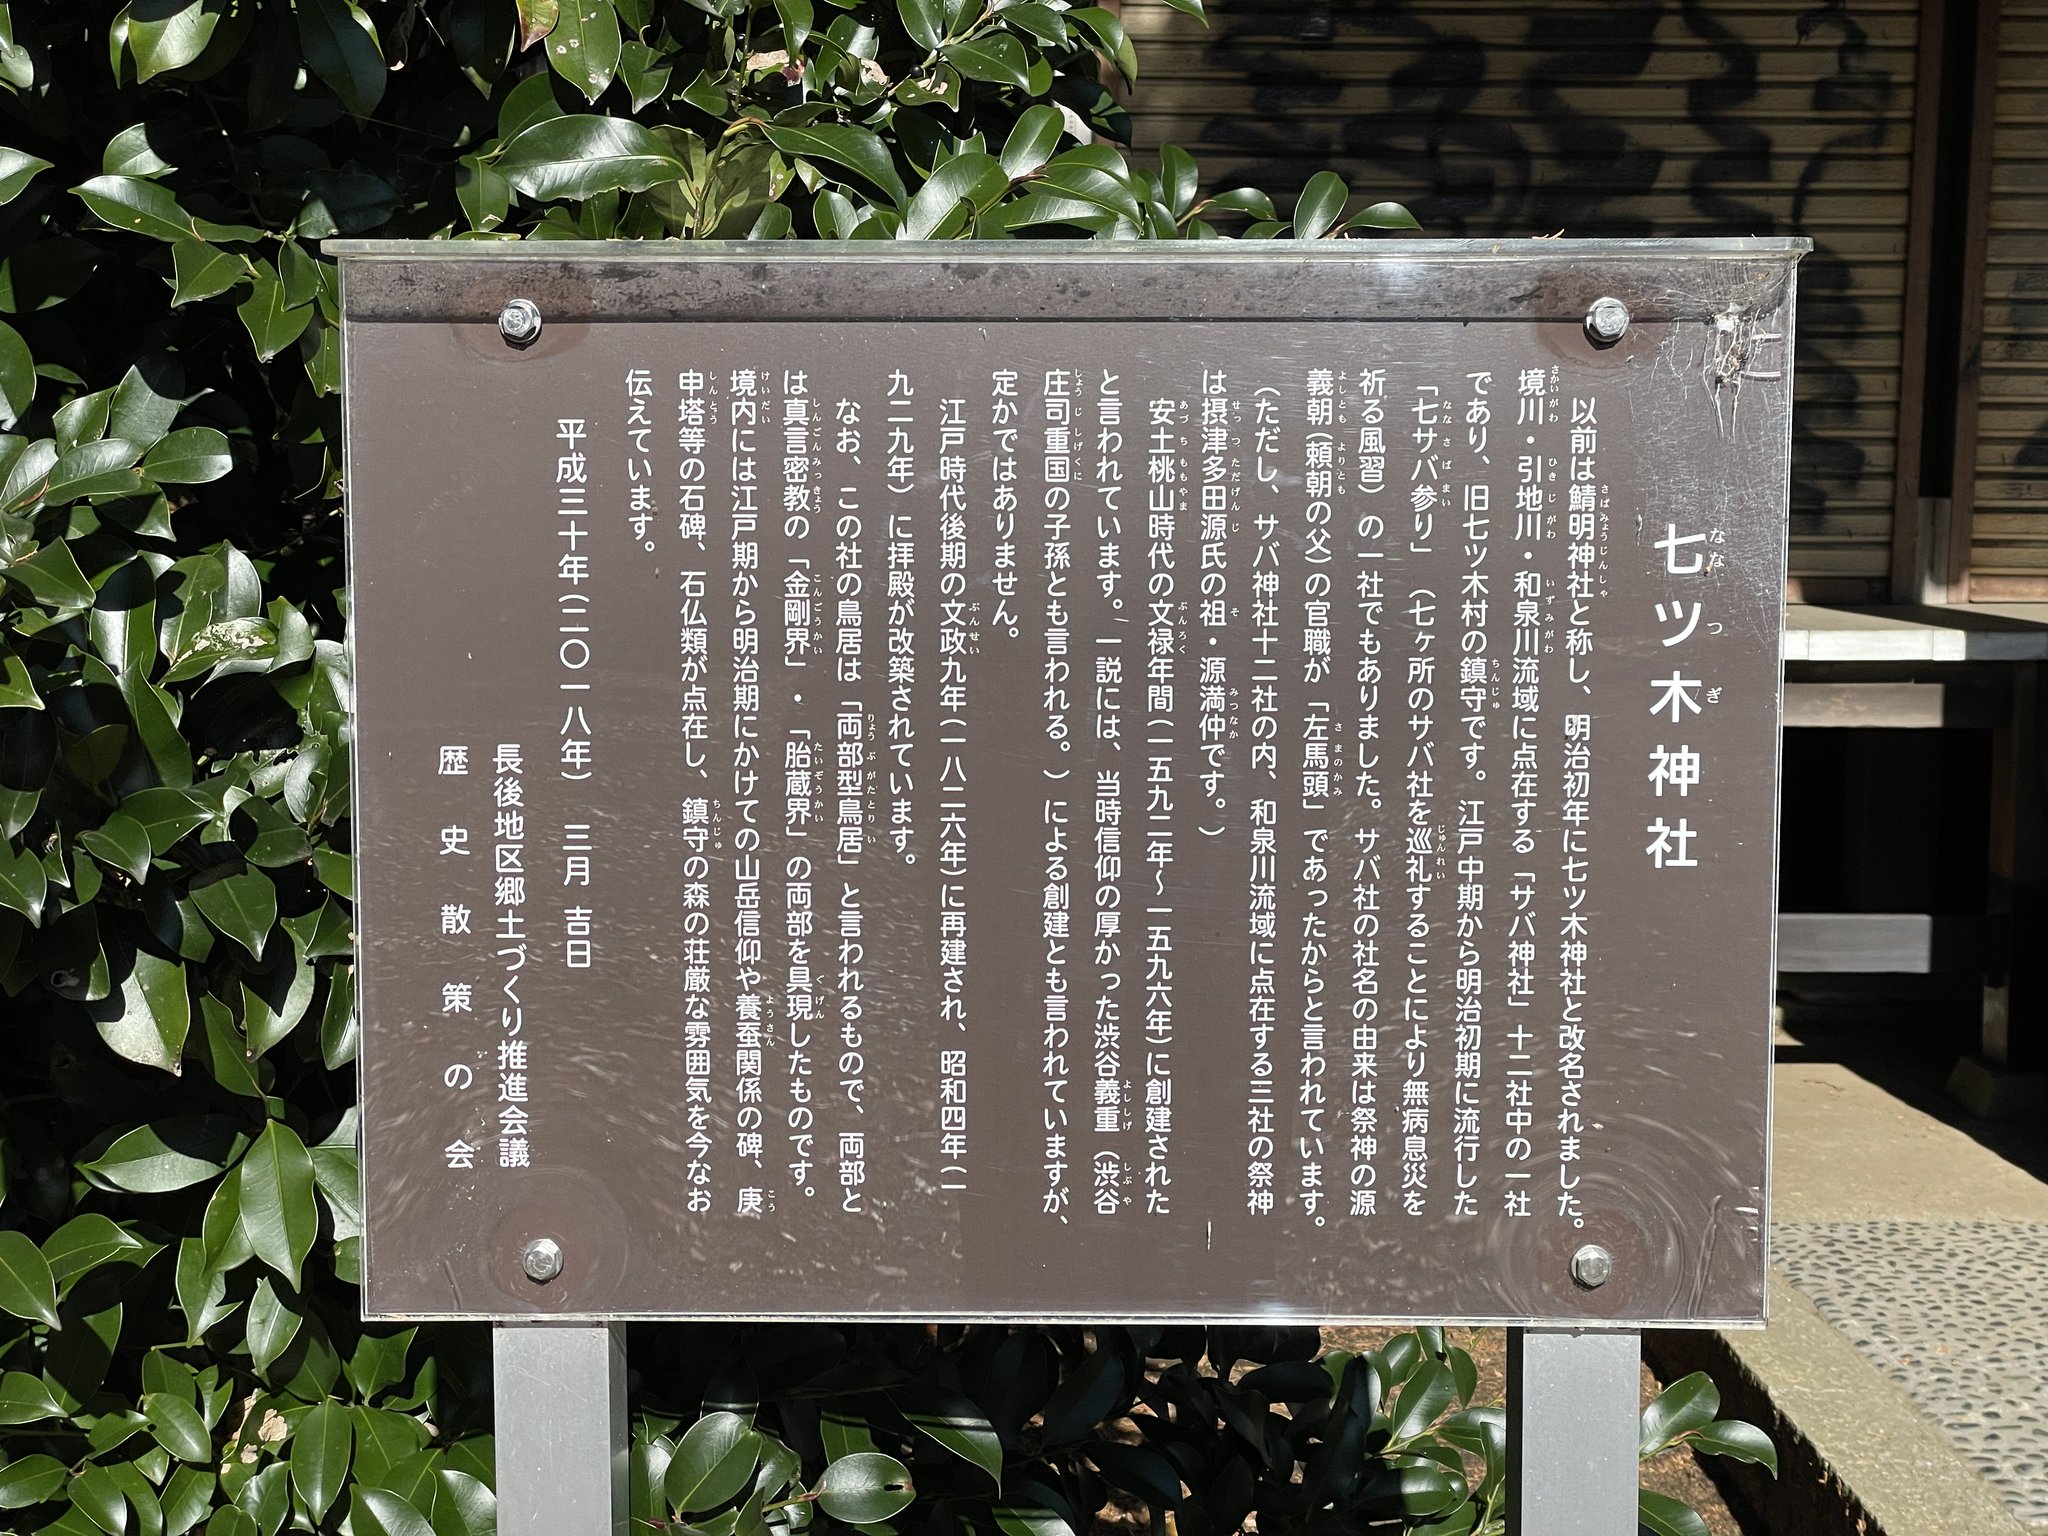 七ツ木神社
以前は鯖明神社と称し、明治初年に七ツ木神社と改名されました。
境川・引地川・和泉川流域に点在する「サバ神社」十二社中の一社
であり、旧七ツ木村の鎮守です。江戸中期から明治初期に流行した
「七サバ参り」（七ヶ所のサバ社を巡礼することにより無病息災を
祈る風習）の一社でもありました。サバ社の社名の由来は祭神の源
義朝（頼朝の父）の官職が「左馬頭」であったからと言われています。
（ただし、サバ神社十二社の内、和泉川流域に点在する三社の祭神
は摂津多田源氏の祖・源満仲です。）
安土桃山時代の文禄年間（一五九二年～一五九六年）に創建された
と言われています。一説には、当時信仰の厚かった渋谷義重（渋谷
庄司重国の子孫とも言われる。）による創建とも言われていますが、
定かではありません。
江戸時代後期の文政九年（一八二六年）に再建され、昭和四年（一
九二九年）に拝殿が改築されています。
なお、この社の鳥居は「両部型鳥居」と言われるもので、両部と
は真言密教の「金剛界」・「胎蔵界」の両部を具現したものです。
境内には江戸期から明治期にかけての山岳信仰や養蚕関係の碑、庚
申塔等の石碑、石仏類が点在し、鎮守の森の荘厳な雰囲気を今なお
伝えています。
平成三十年（二〇一八年） 三月 吉日
長後地区郷土づくり推進会議
歴史散策の会